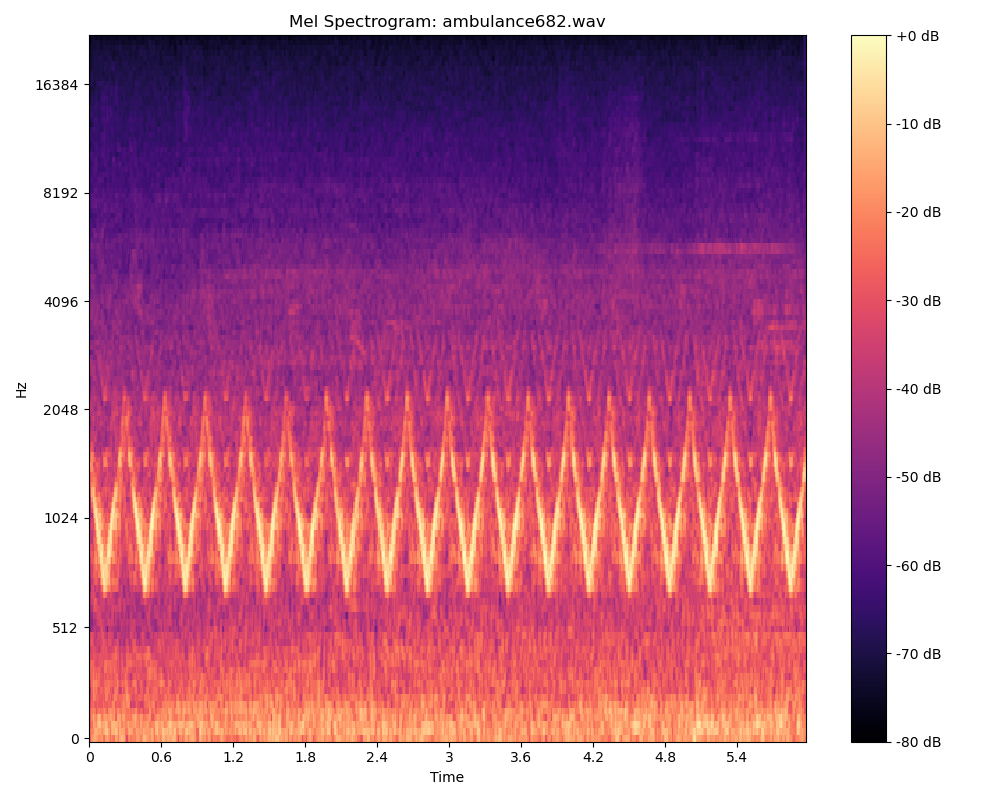 Mel Spectrogram: ambulance682.wav
+0 dB
16384
-10 dB
8192
-20 dB
4096
-30 dB
Hz
-40 dB
2048
-50 dB
1024
-60 dB
512
-70 dB
0
-80 dB
0 0.6 1.2 1.8 2.4 3 3.6 4.2 4.8 5.4
Time